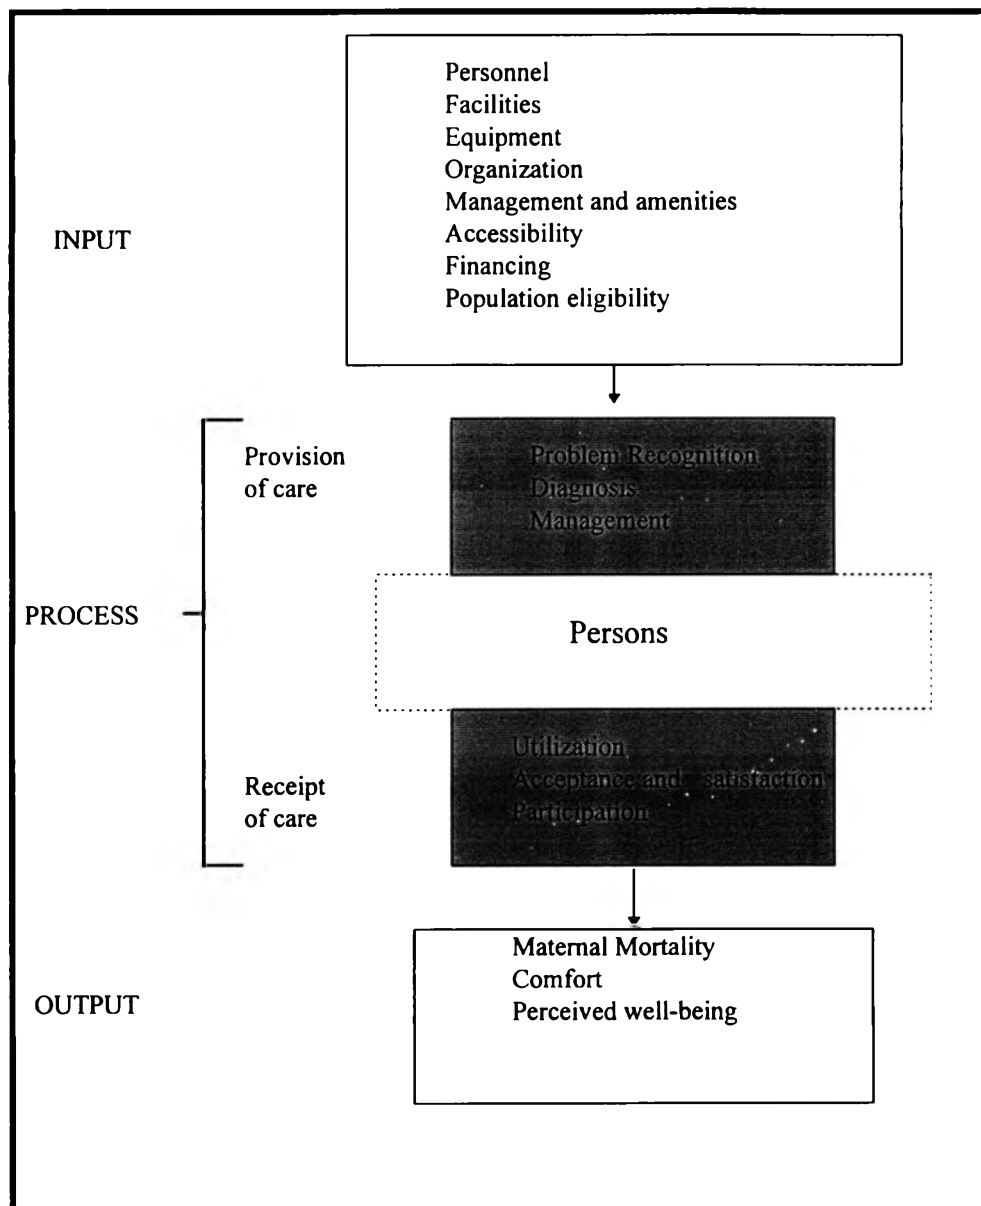 Personnel
Facilities
Equipment
Organization
Management and amenities
INPUT
Accessibility
Financing
Population eligibility
Provision
of care
Problem Recognition
Diagnosis
Management
PROCESS
Persons
Receipt
of care
Utilization
Acceptance and satisfaction
Participation
OUTPUT
Maternal Mortality
Comfort
Perceived well-being